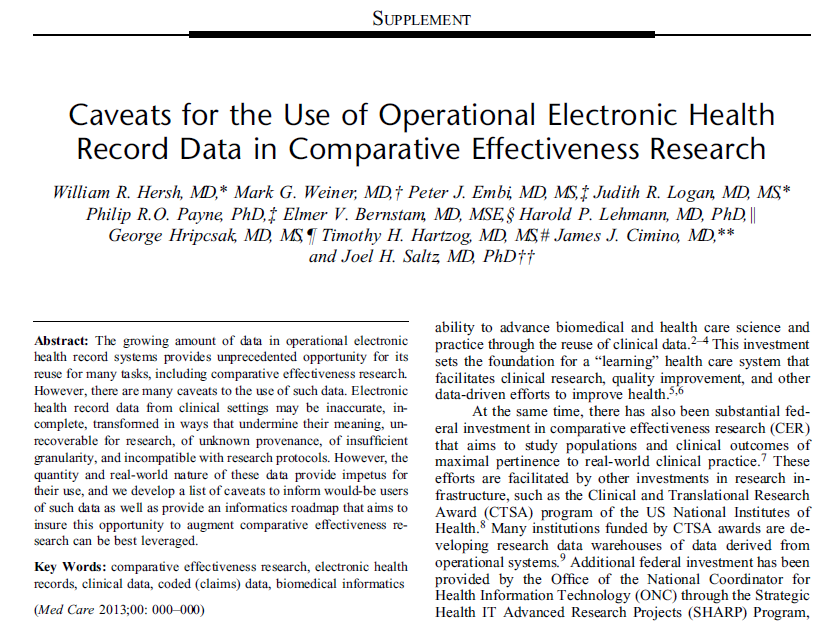 SUPPLEMENT
Caveats for the Use of Operational Electronic Health
Record Data in Comparative Effectiveness Research
William R. Hersh, MD,* Mark G. Weiner, MD,† Peter J. Embi, MD, MS,‡ Judith R. Logan, MD, MS,*
Philip R.O. Payne, PhD,‡ Elmer V. Bernstam, MD, MSE,§ Harold P. Lehmann, MD, PhD,∥
George Hripcsak, MD, MS,¶ Timothy H. Hartzog, MD, MS,# James J. Cimino, MD,**
and Joel H. Saltz, MD, PhD††
Abstract: The growing amount of data in operational electronic
health record systems provides unprecedented opportunity for its
reuse for many tasks, including comparative effectiveness research.
However, there are many caveats to the use of such data. Electronic
health record data from clinical settings may be inaccurate, in-
complete, transformed in ways that undermine their meaning, un-
recoverable for research, of unknown provenance, of insufficient
granularity, and incompatible with research protocols. However, the
quantity and real-world nature of these data provide impetus for
their use, and we develop a list of caveats to inform would-be users
of such data as well as provide an informatics roadmap that aims to
insure this opportunity to augment comparative effectiveness re-
search can be best leveraged.
Key Words: comparative effectiveness research, electronic health
records, clinical data, coded (claims) data, biomedical informatics
(Med Care 2013;00: 000–000)
ability to advance biomedical and health care science and
practice through the reuse of clinical data.2–4 This investment
sets the foundation for a “learning” health care system that
facilitates clinical research, quality improvement, and other
data-driven efforts to improve health.5,6
At the same time, there has also been substantial fed-
eral investment in comparative effectiveness research (CER)
that aims to study populations and clinical outcomes of
maximal pertinence to real-world clinical practice.7 These
efforts are facilitated by other investments in research in-
frastructure, such as the Clinical and Translational Research
Award (CTSA) program of the US National Institutes of
Health.8 Many institutions funded by CTSA awards are de-
veloping research data warehouses of data derived from
operational systems.9 Additional federal investment has been
provided by the Office of the National Coordinator for
Health Information Technology (ONC) through the Strategic
Health IT Advanced Research Projects (SHARP) Program,